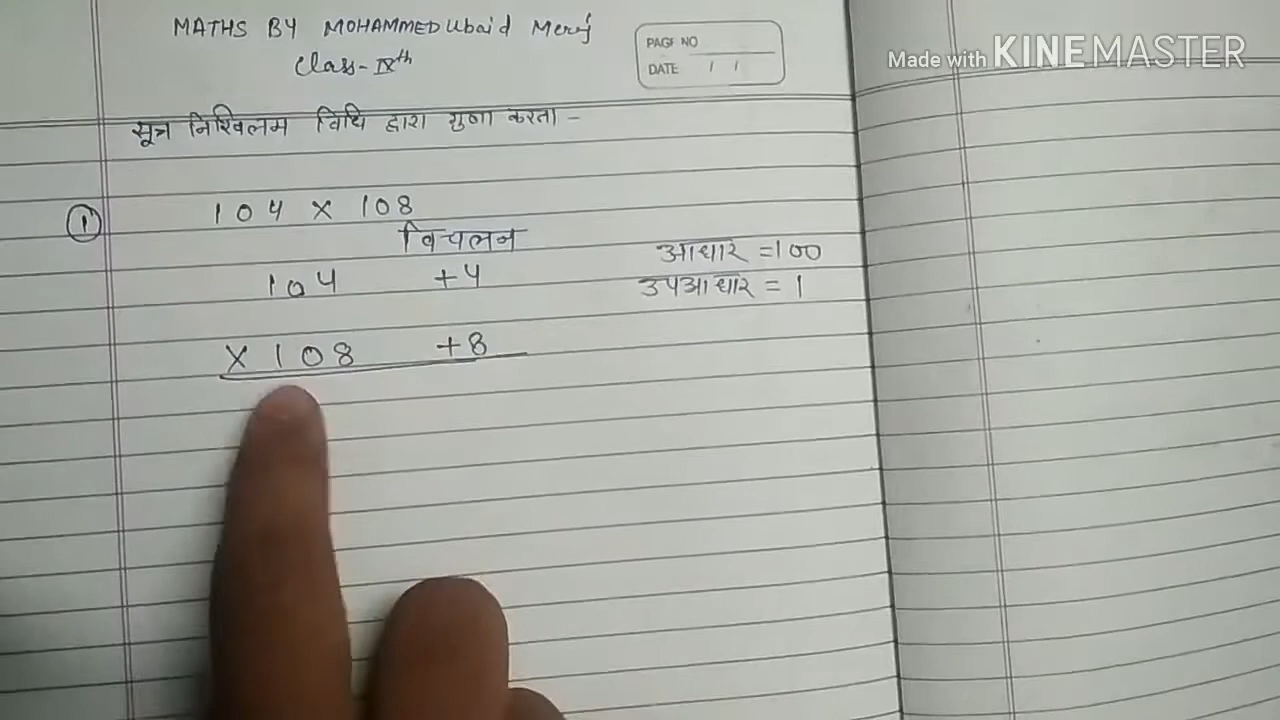 MATHS BY MOHAMMED Ubaid Meraj
Class-IXth
PAGE NO
DATE / /
Made with KINEMASTER
सूत्र निखिलम विधि द्वारा गुणा करता -
1 104 X 108
विचलन
आधार =100
104 +4
उपआधार = 1
X 108 +8